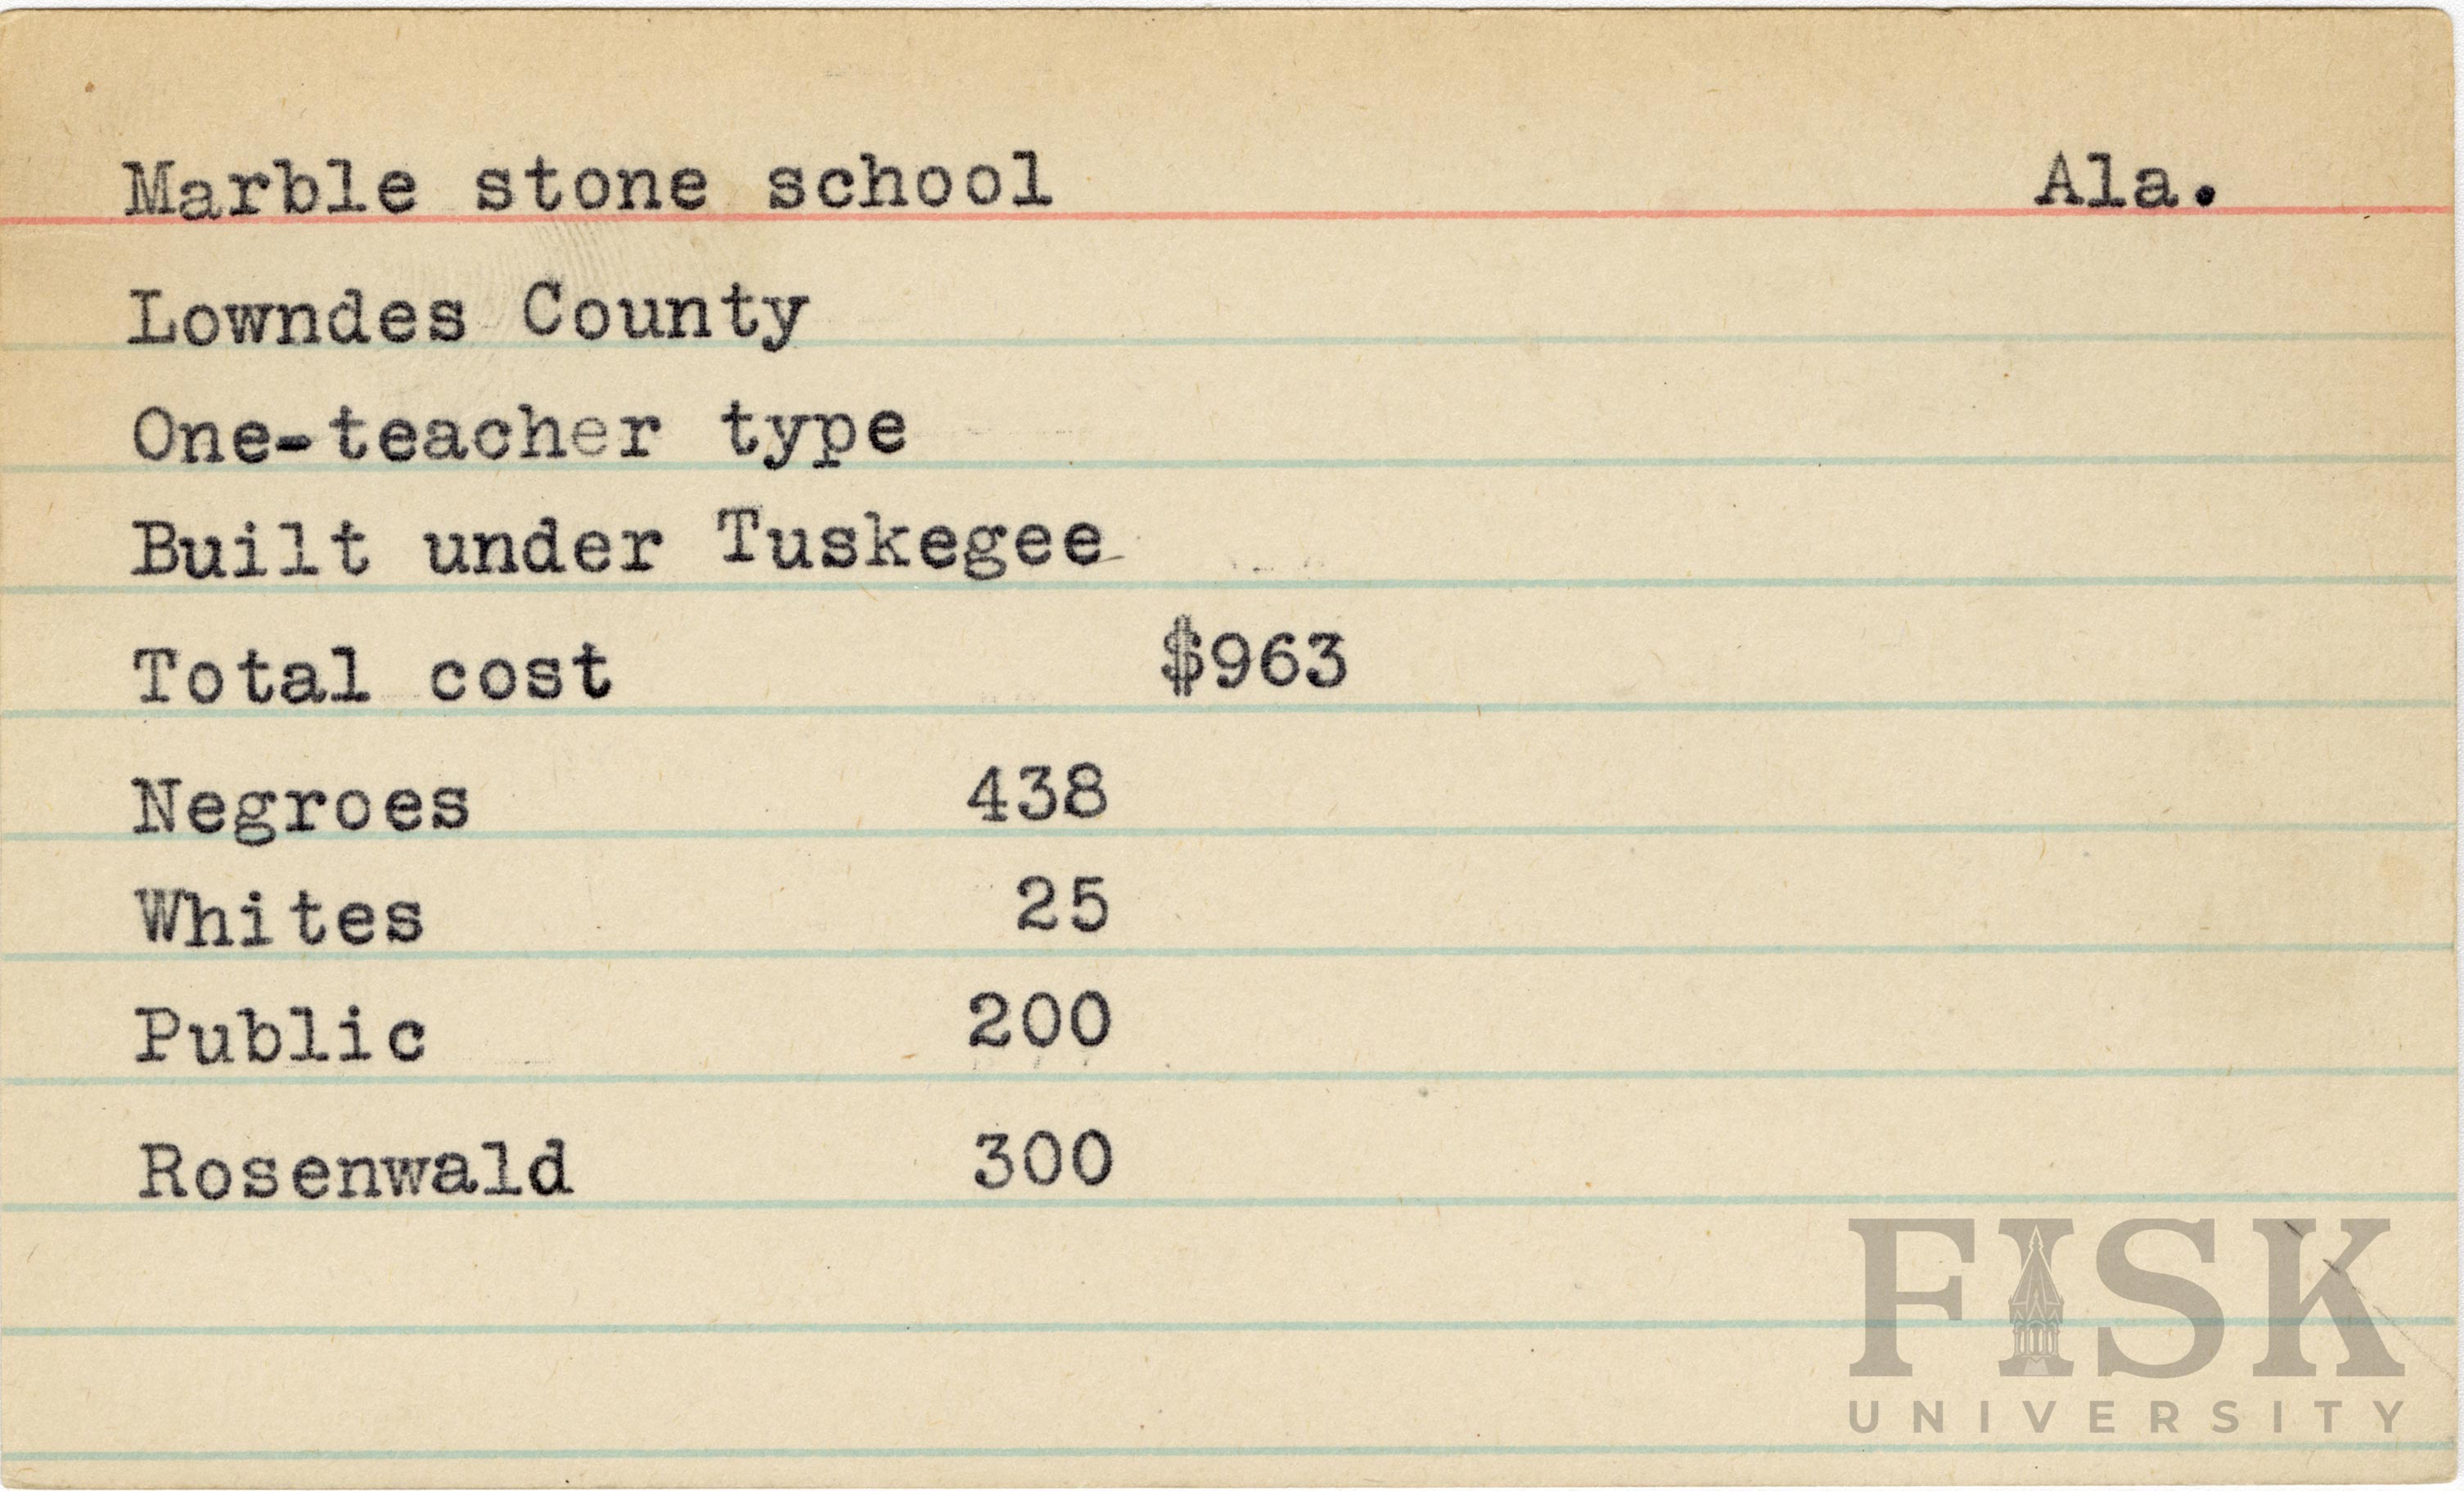 Marble stone school Ala.
Lowndes County
One-teacher type
Built under Tuskegee
Total cost $963
Negroes 438
Whites 25
Public 200
Rosenwald 300
FISK
UNIVERSITY